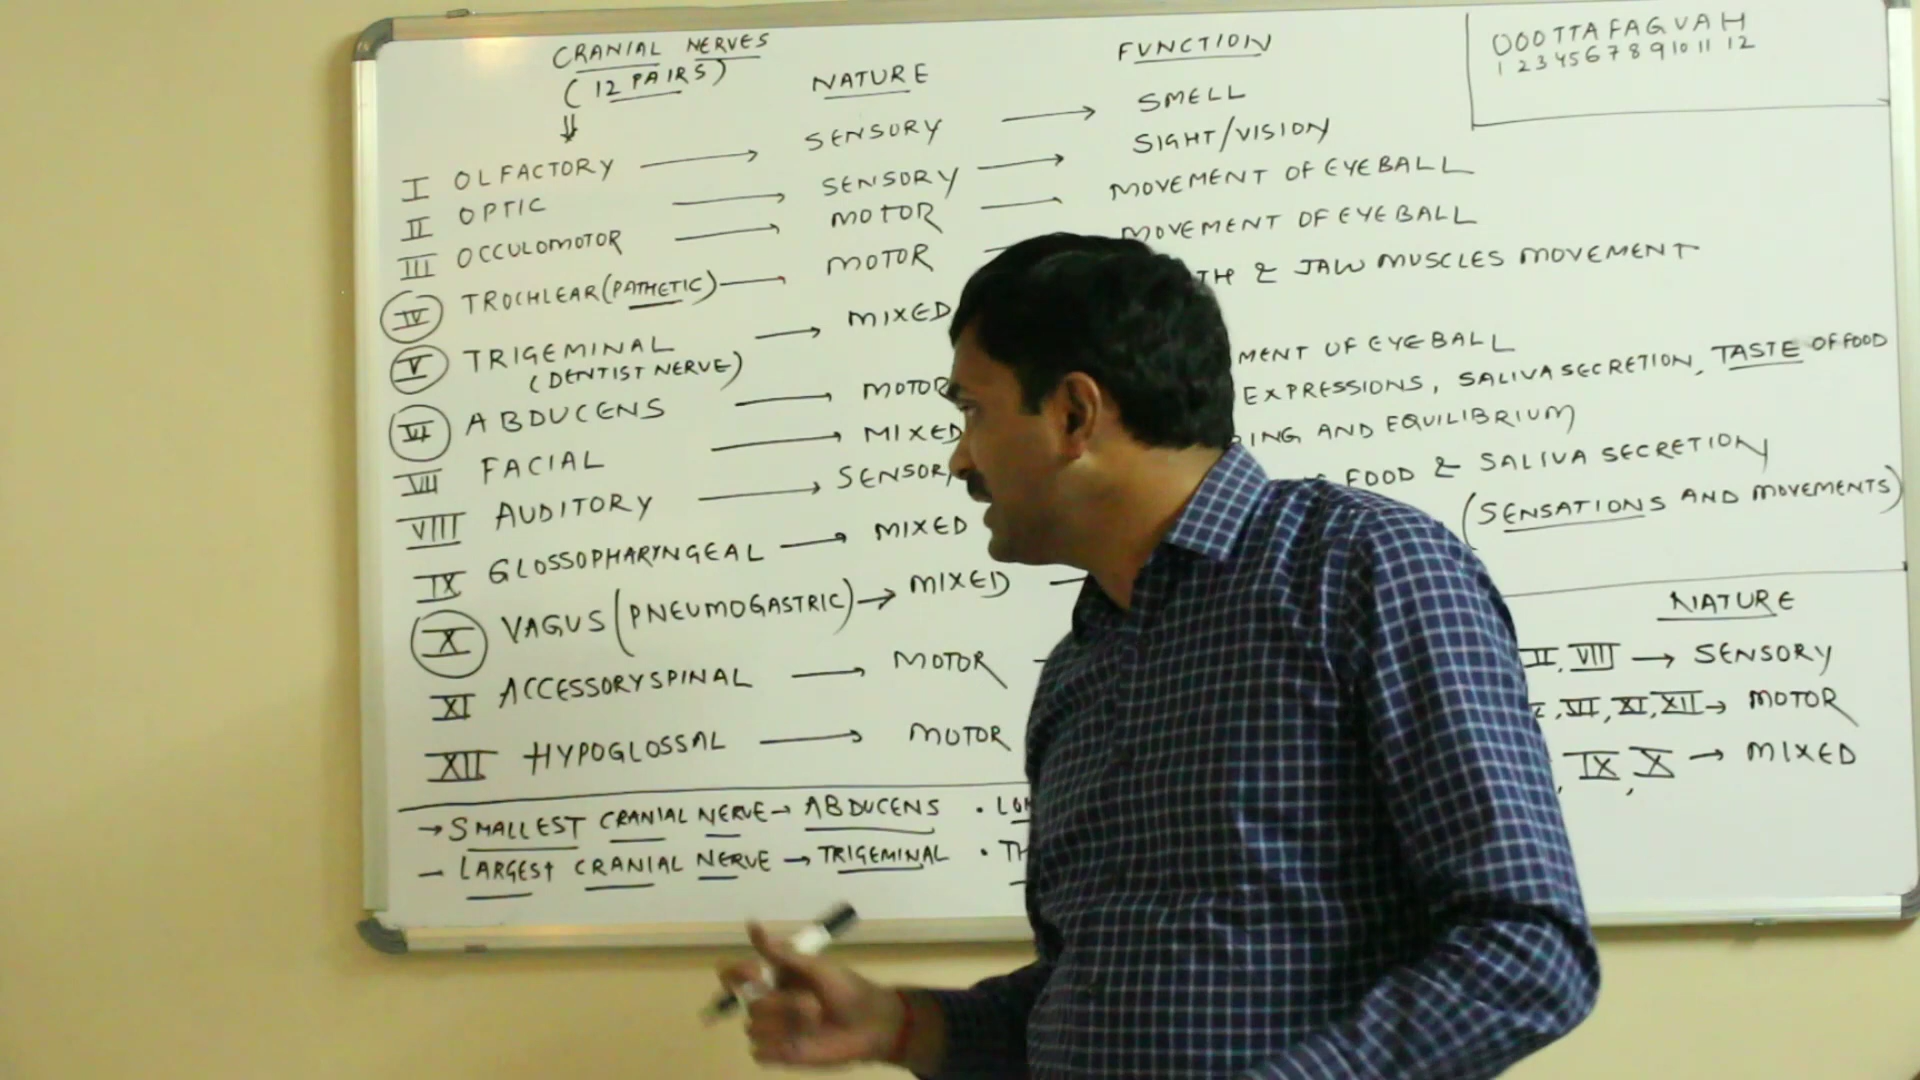 CRANIAL NERVES
(12 PAIRS)
NATURE
FUNCTION
OOOTTAFAGVAH
1 2 3 4 5 6 7 8 9 10 11 12
I OLFACTORY → SENSORY → SMELL
II OPTIC → SENSORY → SIGHT/VISION
III OCCULOMOTOR → MOTOR → MOVEMENT OF EYEBALL
IV TROCHLEAR (PATHETIC) → MOTOR MOVEMENT OF EYEBALL
V TRIGEMINAL → MIXED & JAW MUSCLES MOVEMENT
(DENTIST NERVE)
VI ABDUCENS → MOTOR OF EYEBALL
VII FACIAL → MIXED EXPRESSIONS, SALIVA SECRETION, TASTE OF FOOD
VIII AUDITORY → AND EQUILIBRIUM
IX GLOSSOPHARYNGEAL → MIXED FOOD & SALIVA SECRETION
X VAGUS (PNEUMOGASTRIC) → MIXED (SENSATIONS AND MOVEMENTS)
XI ACCESSORY SPINAL → MOTOR
XII HYPOGLOSSAL → MOTOR
NATURE
II, VIII → SENSORY
, VII, XI, XII → MOTOR
, IX, X → MIXED
→ SMALLEST CRANIAL NERVE → ABDUCENS
— LARGEST CRANIAL NERVE → TRIGEMINAL